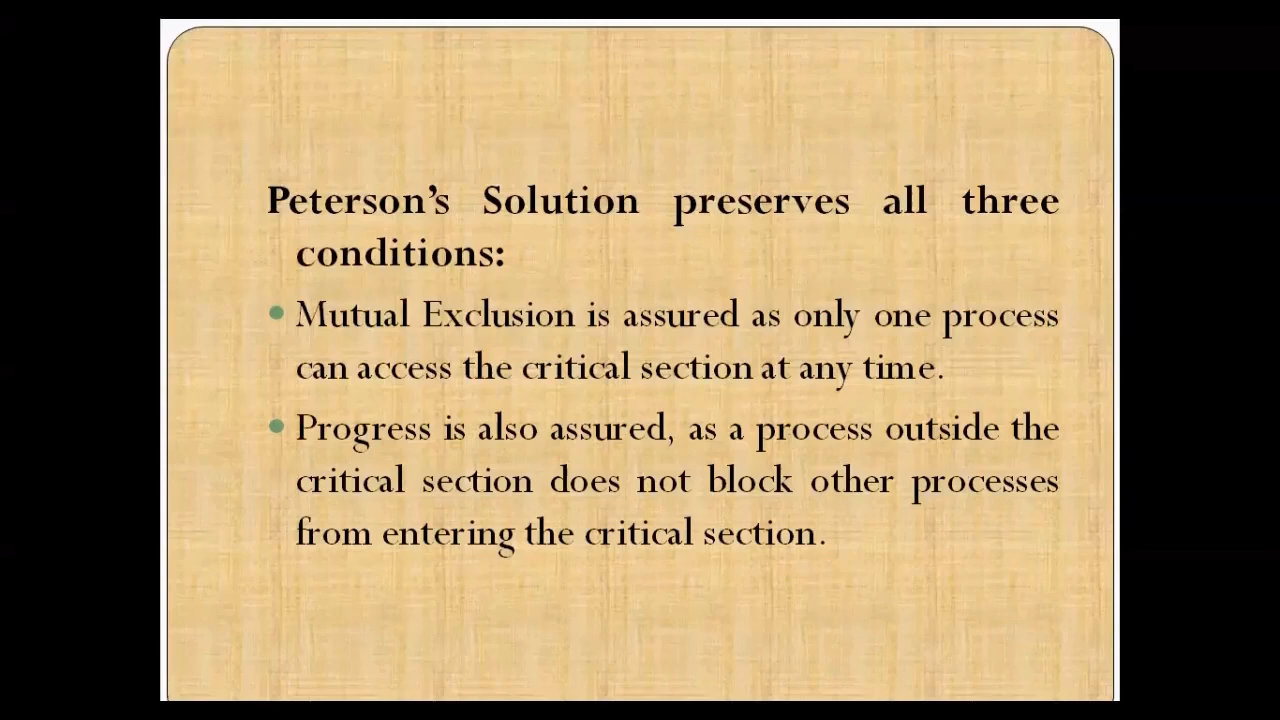 Peterson's Solution preserves all three
conditions:
• Mutual Exclusion is assured as only one process
can access the critical section at any time.
• Progress is also assured, as a process outside the
critical section does not block other processes
from entering the critical section.